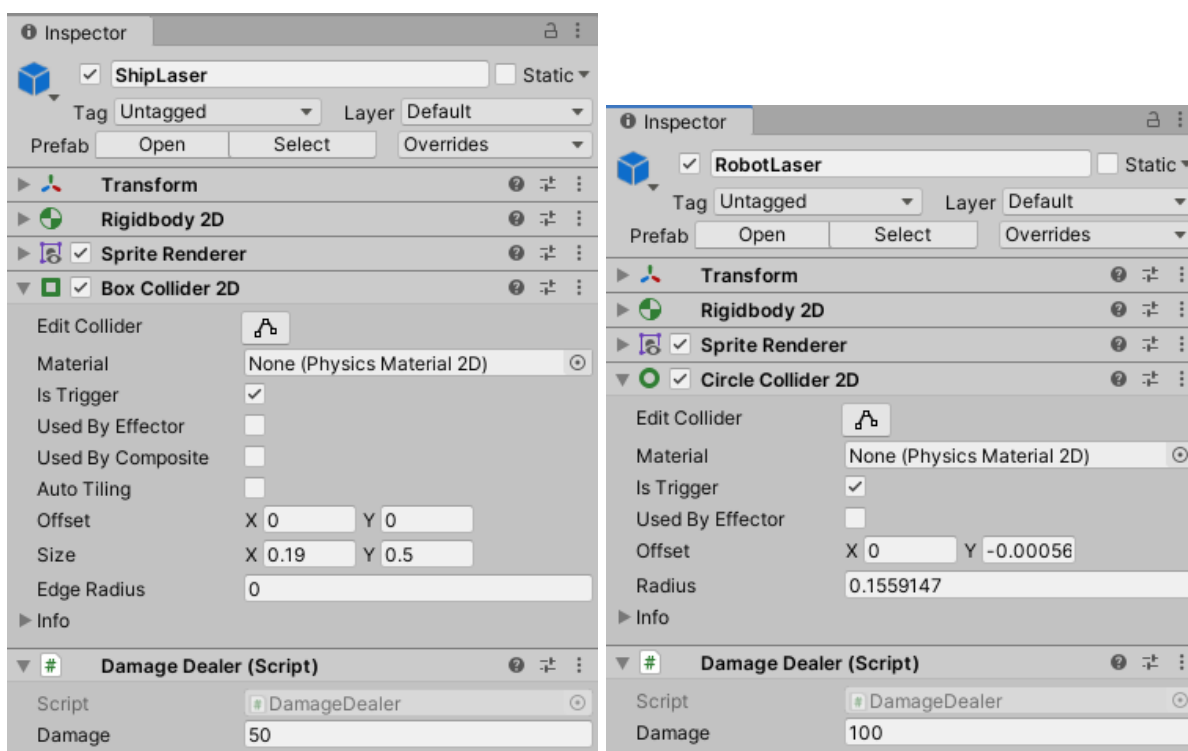 Inspector
ShipLaser
Static
Tag Untagged Layer Default
Prefab Open Select Overrides
Transform
Rigidbody 2D
Sprite Renderer
Box Collider 2D
Edit Collider
Material None (Physics Material 2D)
Is Trigger
Used By Effector
Used By Composite
Auto Tiling
Offset X 0 Y 0
Size X 0.19 Y 0.5
Edge Radius 0
Info
# Damage Dealer (Script)
Script # DamageDealer
Damage 50
Inspector
RobotLaser
Static
Tag Untagged Layer Default
Prefab Open Select Overrides
Transform
Rigidbody 2D
Sprite Renderer
Circle Collider 2D
Edit Collider
Material None (Physics Material 2D)
Is Trigger
Used By Effector
Offset X 0 Y -0.00056
Radius 0.1559147
Info
# Damage Dealer (Script)
Script # DamageDealer
Damage 100